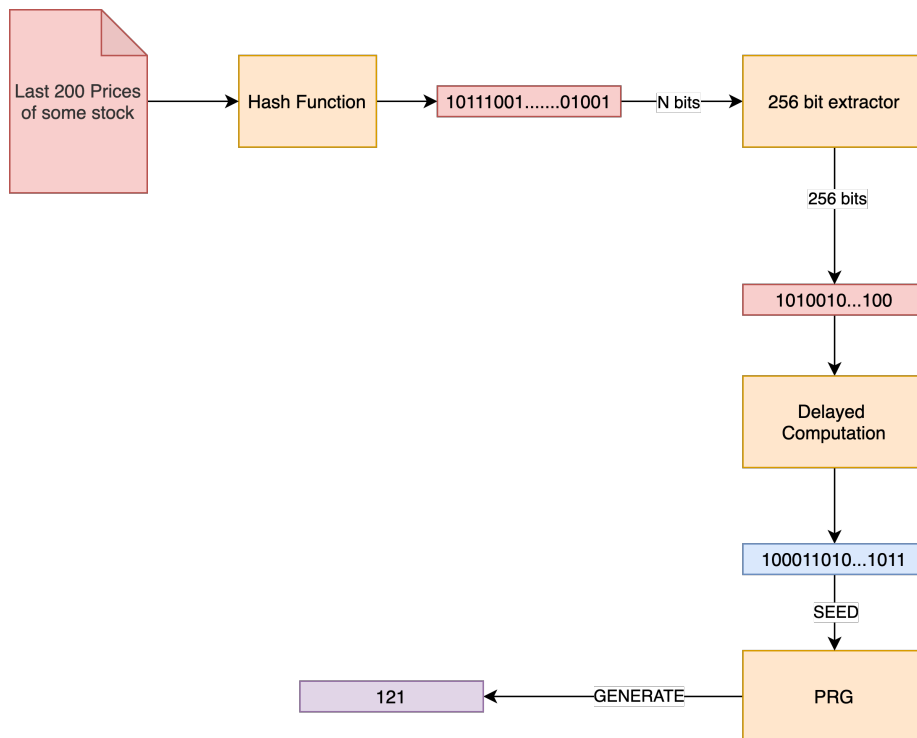 Last 200 Prices
of some stock
Hash Function
10111001.......01001
N bits
256 bit extractor
256 bits
1010010...100
Delayed
Computation
100011010...1011
SEED
PRG
GENERATE
121